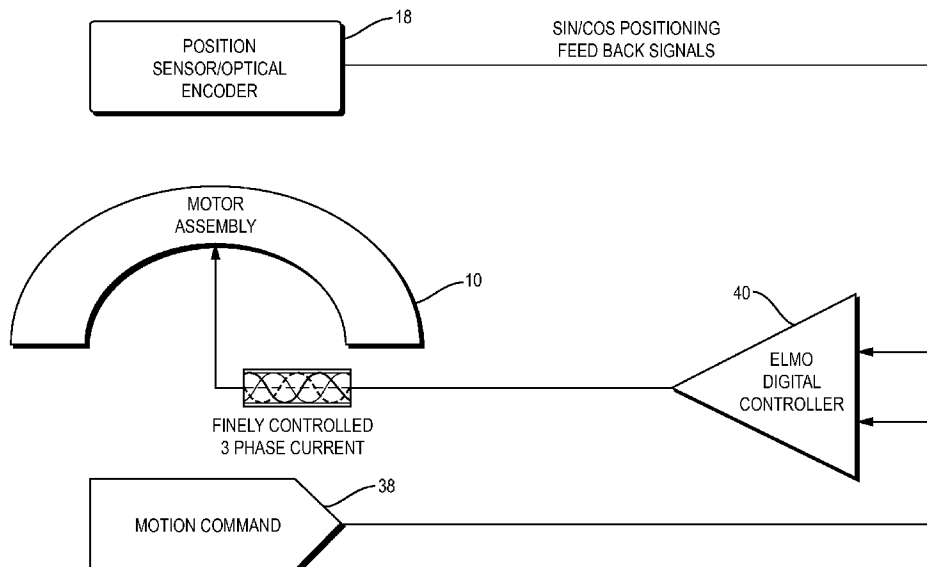 18
POSITION
SENSOR/OPTICAL
ENCODER
SIN/COS POSITIONING
FEED BACK SIGNALS
MOTOR
ASSEMBLY
10
40
ELMO
DIGITAL
CONTROLLER
FINELY CONTROLLED
3 PHASE CURRENT
38
MOTION COMMAND